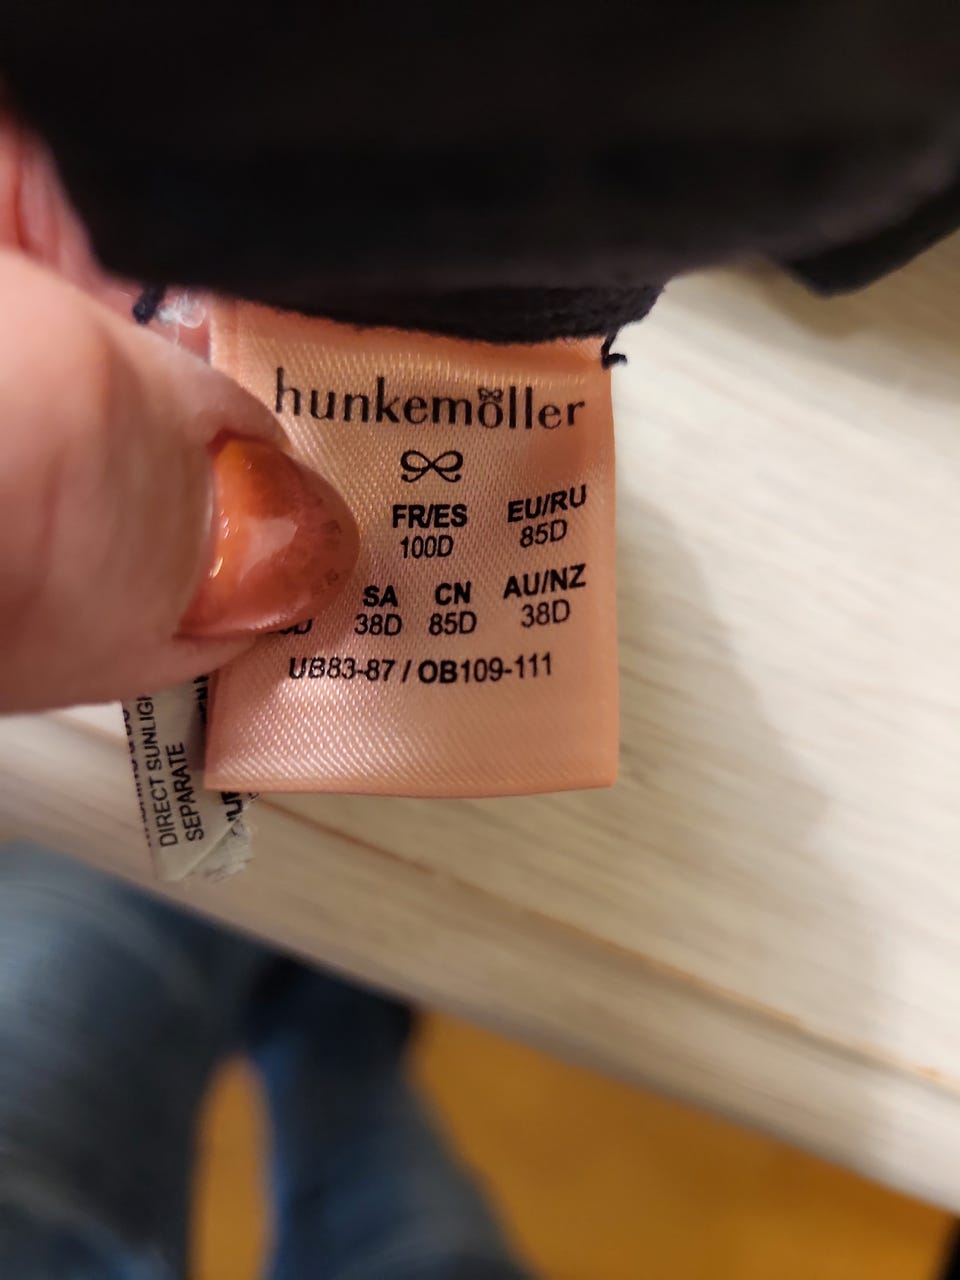 hunkemöller
FR/ES EU/RU
100D 85D
SA CN AU/NZ
38D 85D 38D
UB83-87 / OB109-111
DIRECT SUNLIGH
SEPARATE